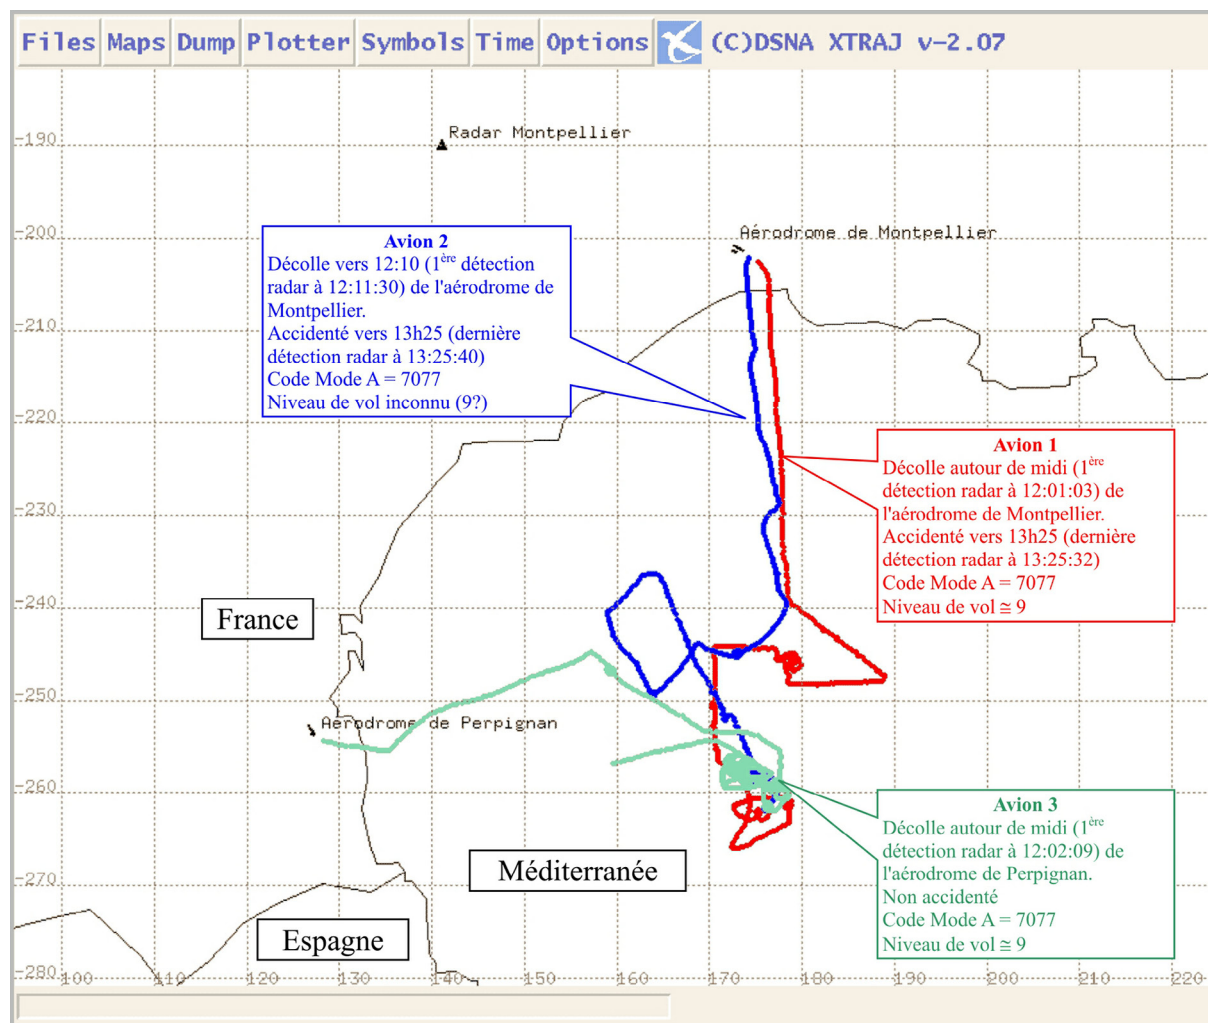 Files Maps Dump Plotter Symbols Time Options (C)DSNA XTRAJ v-2.07
-190
Radar Montpellier
-200
Aérodrome de Montpellier
Avion 2
Décolle vers 12:10 (1ère détection
radar à 12:11:30) de l'aérodrome de
Montpellier.
Accidenté vers 13h25 (dernière
détection radar à 13:25:40)
Code Mode A = 7077
Niveau de vol inconnu (9?)
-210
-220
Avion 1
Décolle autour de midi (1ère
détection radar à 12:01:03) de
l'aérodrome de Montpellier.
Accidenté vers 13h25 (dernière
détection radar à 13:25:32)
Code Mode A = 7077
Niveau de vol ≅ 9
-230
-240
France
-250
Aérodrome de Perpignan
-260
Avion 3
Décolle autour de midi (1ère
détection radar à 12:02:09) de
l'aérodrome de Perpignan.
Non accidenté
Code Mode A = 7077
Niveau de vol ≅ 9
Méditerranée
-270
Espagne
-280 100 110 120 130 140 150 160 170 180 190 200 210 220